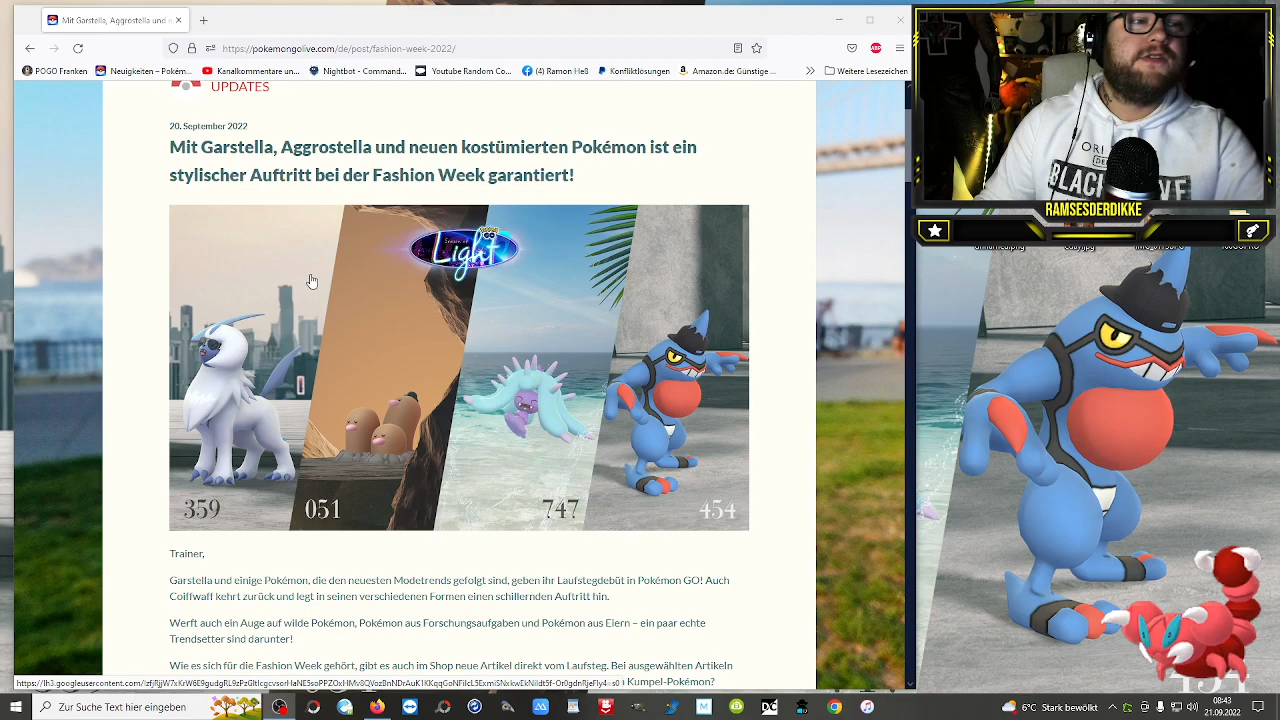 Mit Garstella, Aggrostella und n
pokemongolive.com/de/post/fashion-week-2022/
POGO Franken
Neuigkeiten – Pokém...
Kanalkommentare un...
Nightbot - Command...
Youtube Random Co...
(4) Ramon Heß
Konfliktlösungen
Amazon.de Günstige ...
Weitere Lesezeichen
UPDATES
20. September 2022
Mit Garstella, Aggrostella und neuen kostümierten Pokémon ist ein
stylischer Auftritt bei der Fashion Week garantiert!
Light
359
051
747
454
Trainer,
Garstella und einige Pokémon, die den neuesten Modetrends gefolgt sind, geben ihr Laufstegdebüt in Pokémon GO! Auch
Coiffwaff kehrt zurück und legt in seinen verschiedenen Formen einen schillernden Auftritt hin.
Werft auch ein Auge auf wilde Pokémon, Pokémon aus Forschungsaufgaben und Pokémon aus Eiern – ein paar echte
Trendsetter sind darunter!
Wie es sich für die Fashion Week gehört, gibt es auch im Shop neue Artikel direkt vom Laufsteg. Bei ausgewählten Artikeln
Kumpel-Pokémon?
RAMSESDERDIKKE
454
Zur Suche Text hier eingeben
6°C Stark bewölkt
08:43
21.09.2022